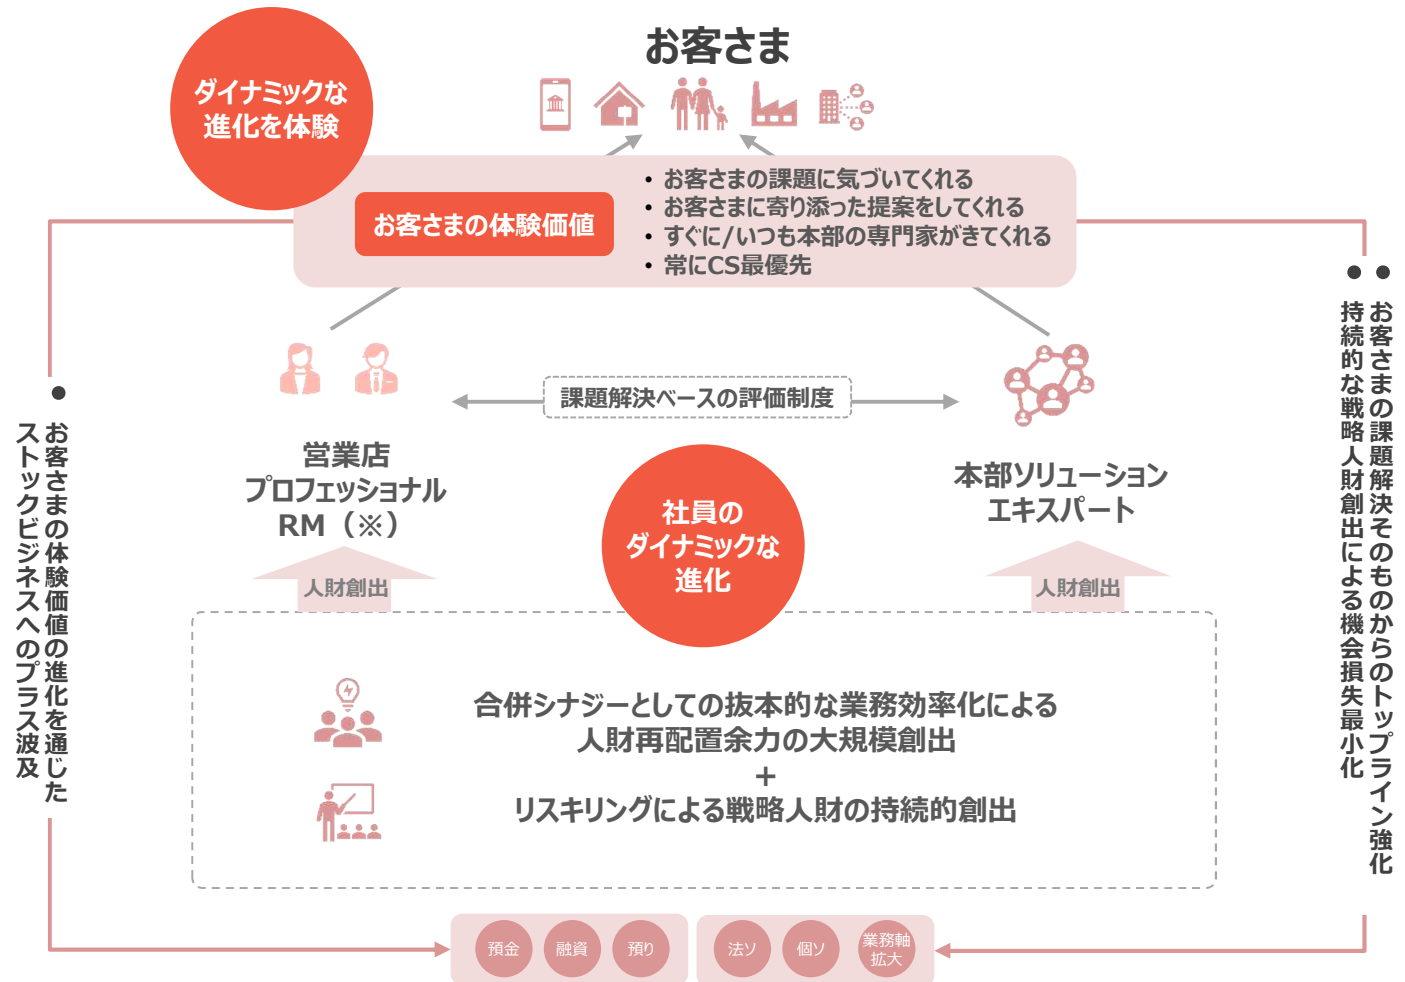 お客さま
ダイナミックな
進化を体験
お客さまの体験価値
• お客さまの課題に気づいてくれる
• お客さまに寄り添った提案をしてくれる
• すぐに/いつも本部の専門家がきてくれる
• 常にCS最優先
課題解決ベースの評価制度
営業店
プロフェッショナル
RM（※）
本部ソリューション
エキスパート
社員の
ダイナミックな
進化
人財創出
人財創出
合併シナジーとしての抜本的な業務効率化による
人財再配置余力の大規模創出
+
リスキリングによる戦略人財の持続的創出
● お客さまの体験価値の進化を通じた
ストックビジネスへのプラス波及
● お客さまの課題解決そのものからのトップライン強化
● 持続的な戦略人財創出による機会損失最小化
預金
融資
預り
法ソ
個ソ
業務軸
拡大